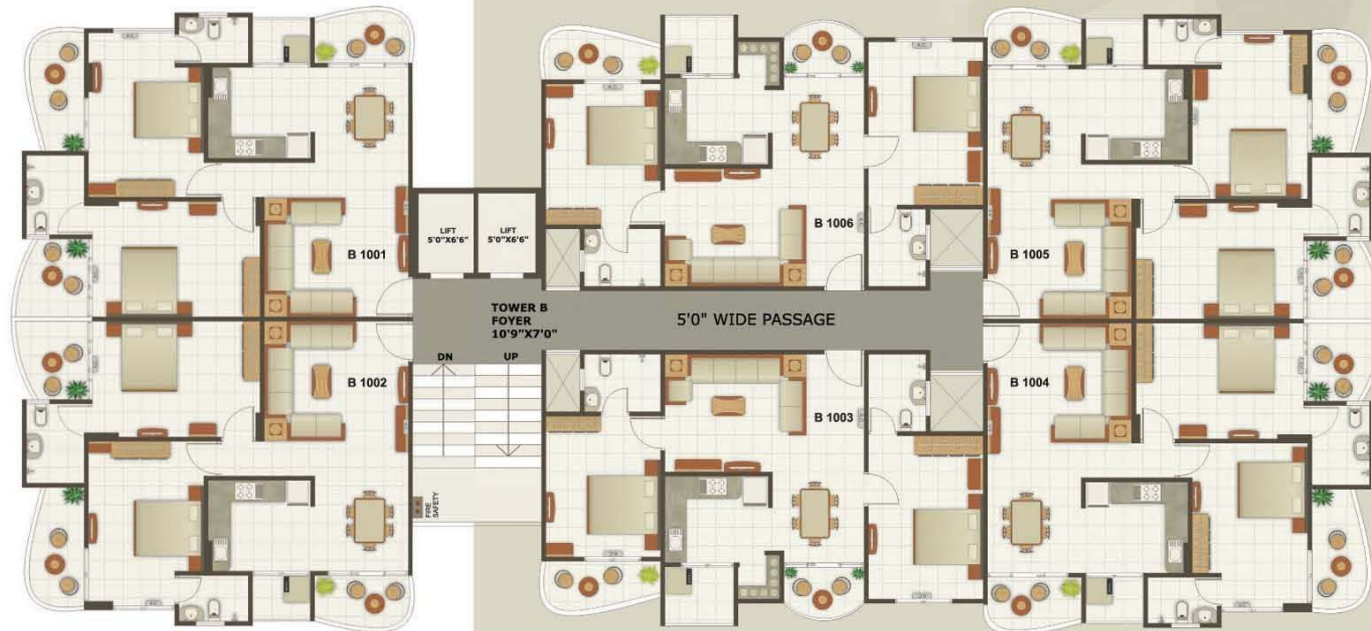 B 1001
LIFT
5'0"X6'6"
LIFT
5'0"X6'6"
B 1006
B 1005
TOWER B
FOYER
10'9"X7'0"
5'0" WIDE PASSAGE
DN
UP
B 1002
B 1003
B 1004
FIRE
SAFETY